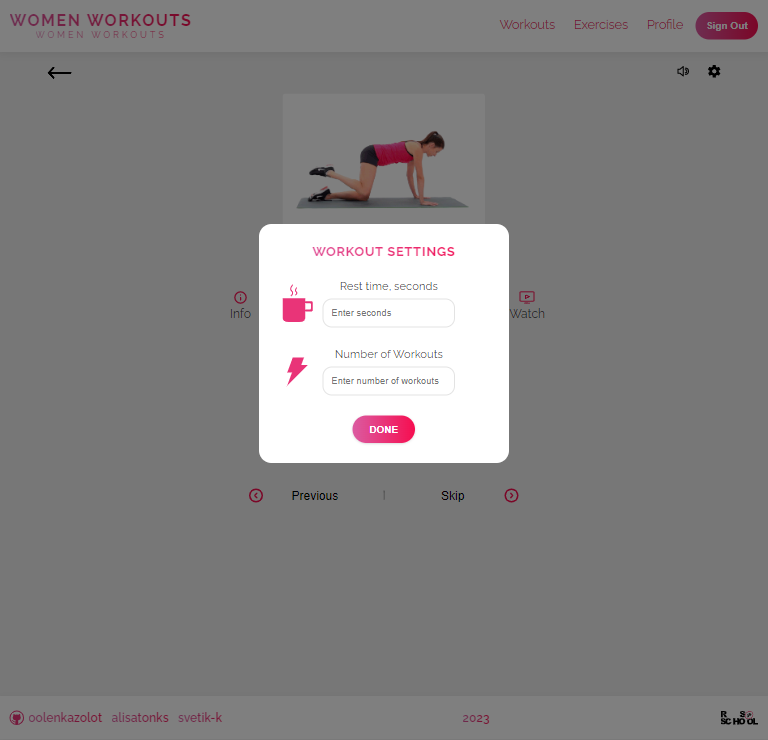 WOMEN WORKOUTS
WOMEN WORKOUTS
Workouts Exercises Profile Sign Out
WORKOUT SETTINGS
Rest time, seconds
Enter seconds
Info
Watch
Number of Workouts
Enter number of workouts
DONE
Previous | Skip
oolenkazolot alisatonks svetik-k 2023
RS
SCHOOL